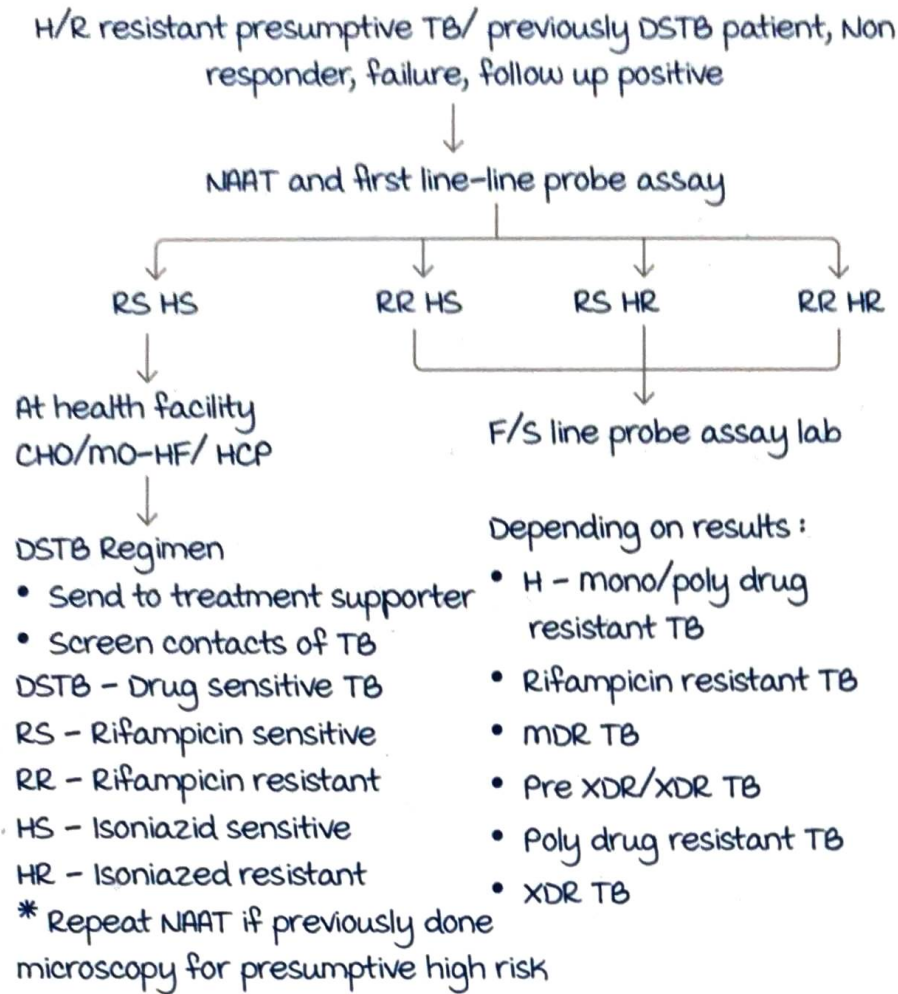 H/R resistant presumptive TB/ previously DSTB patient, Non
responder, failure, follow up positive
NAAT and first line-line probe assay
RS HS
RR HS
RS HR
RR HR
At health facility
CHO/MO-HF/ HCP
DSTB Regimen
• Send to treatment supporter
• Screen contacts of TB
DSTB - Drug sensitive TB
RS - Rifampicin sensitive
RR - Rifampicin resistant
HS - Isoniazid sensitive
HR - Isoniazed resistant
* Repeat NAAT if previously done
microscopy for presumptive high risk
F/S line probe assay lab
Depending on results :
• H - mono/poly drug
resistant TB
• Rifampicin resistant TB
• MDR TB
• Pre XDR/XDR TB
• Poly drug resistant TB
• XDR TB